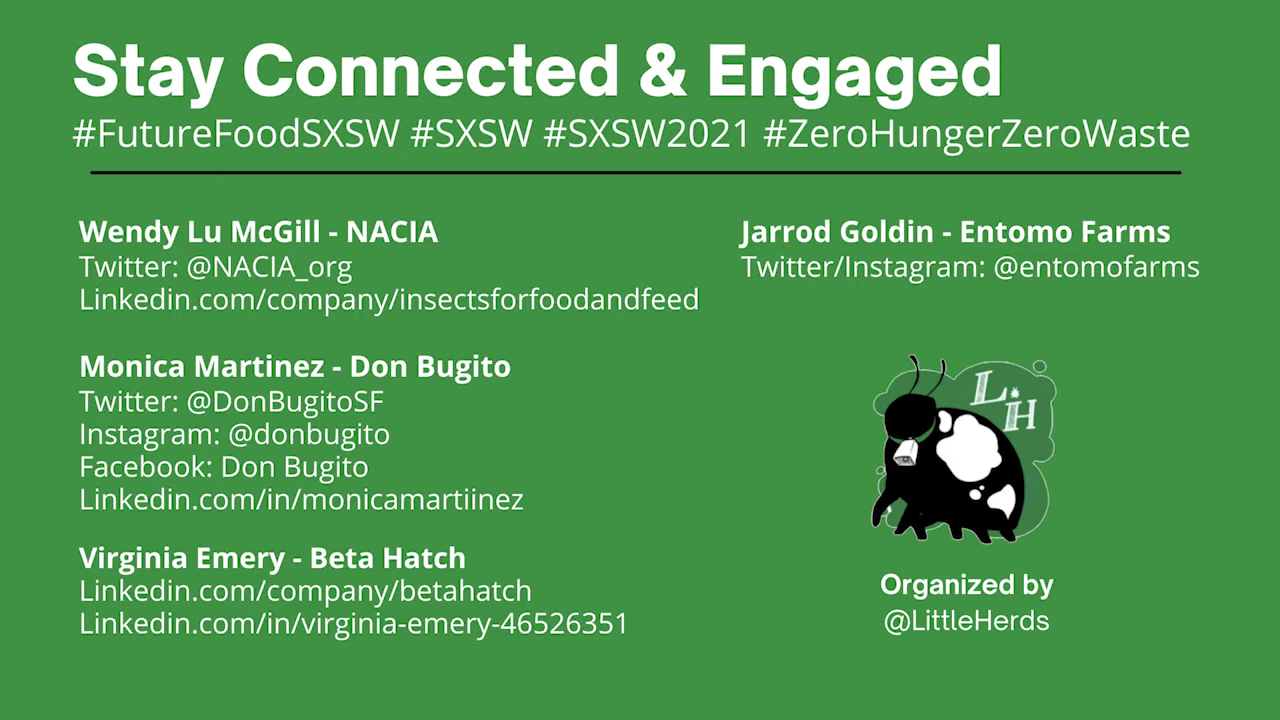 Stay Connected & Engaged
#FutureFoodSXSW #SXSW #SXSW2021 #ZeroHungerZeroWaste
Wendy Lu McGill - NACIA
Twitter: @NACIA_org
Linkedin.com/company/insectsforfoodandfeed
Monica Martinez - Don Bugito
Twitter: @DonBugitoSF
Instagram: @donbugito
Facebook: Don Bugito
Linkedin.com/in/monicamartiinez
Virginia Emery - Beta Hatch
Linkedin.com/company/betahatch
Linkedin.com/in/virginia-emery-46526351
Jarrod Goldin - Entomo Farms
Twitter/Instagram: @entomofarms
L.H
Organized by
@LittleHerds